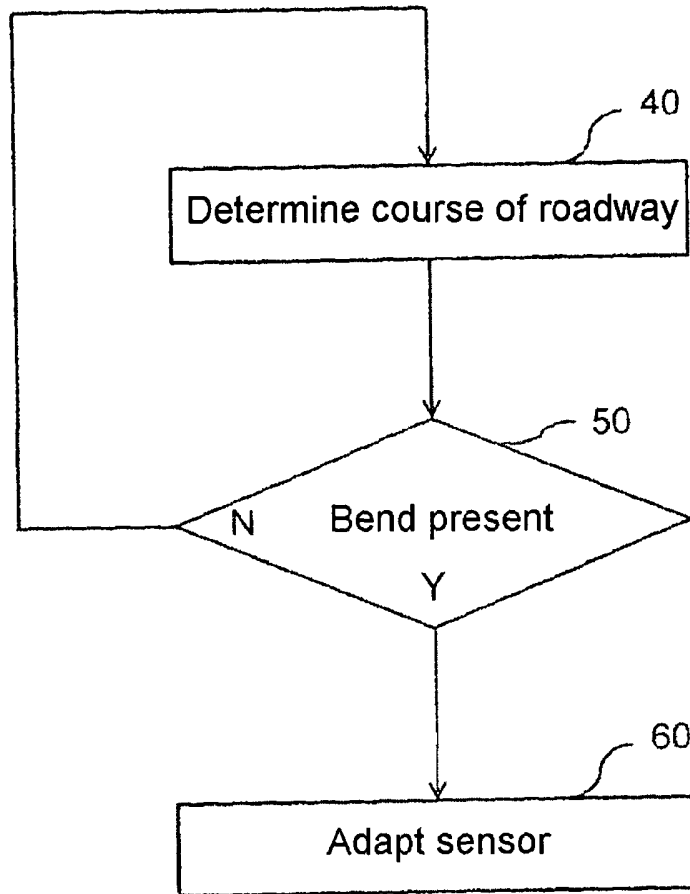 40
Determine course of roadway
50
N
Bend present
Y
60
Adapt sensor